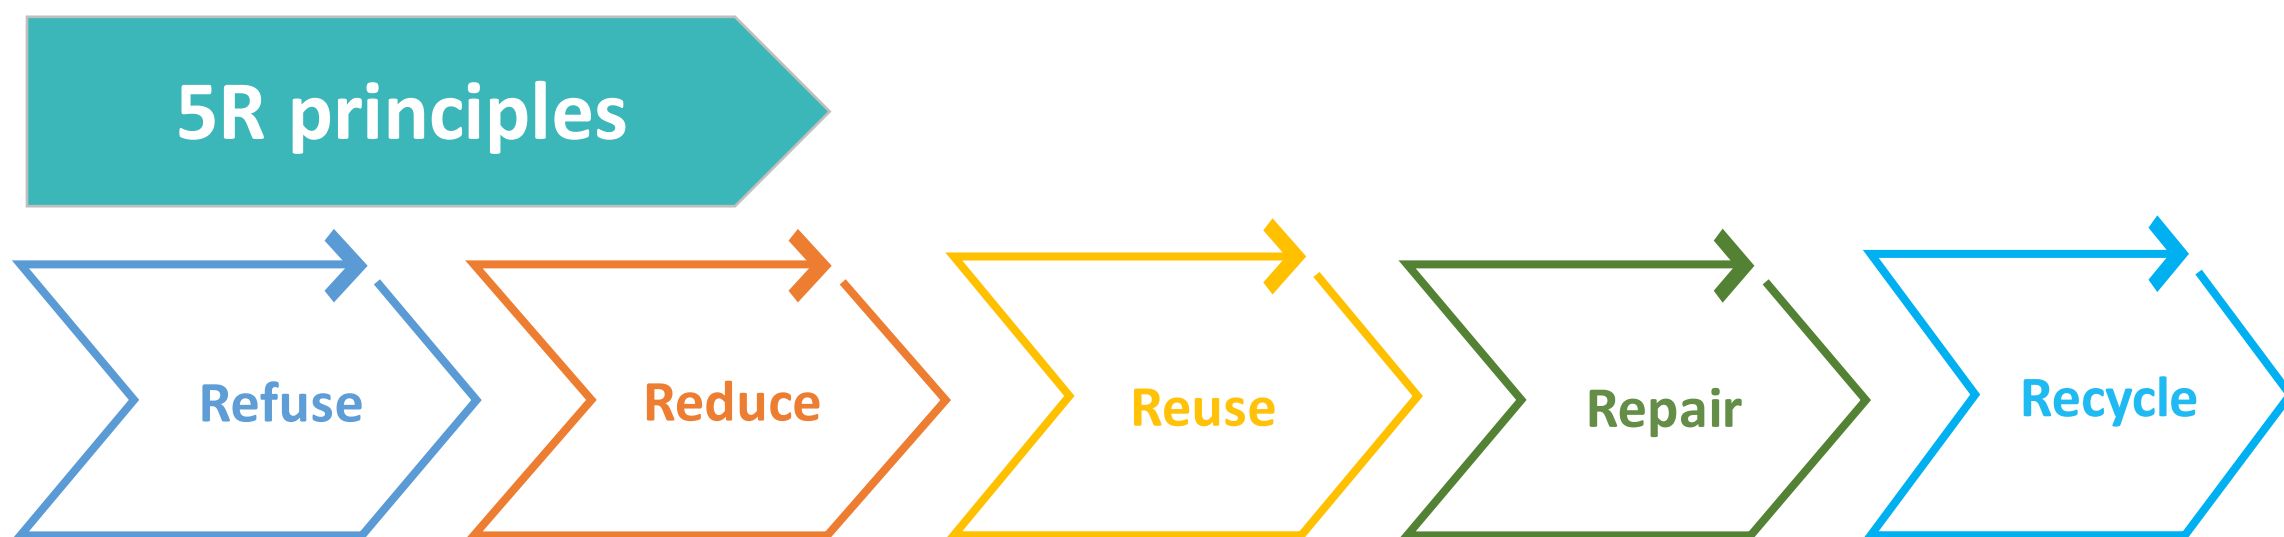 5R principles
Refuse
Reduce
Reuse
Repair
Recycle